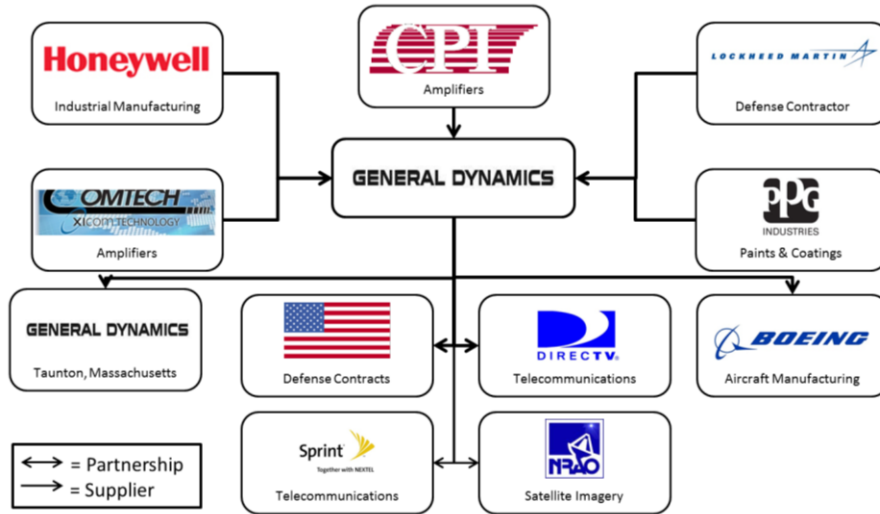 Honeywell
Industrial Manufacturing
CPI
Amplifiers
LOCKHEED MARTIN
Defense Contractor
GENERAL DYNAMICS
OMTECH
XICOM TECHNOLOGY
Amplifiers
PPG
INDUSTRIES
Paints & Coatings
GENERAL DYNAMICS
Taunton, Massachusetts
Defense Contracts
DIRECTV®
Telecommunications
BOEING
Aircraft Manufacturing
Sprint
Together with NEXTEL
Telecommunications
NRAO
Satellite Imagery
= Partnership
= Supplier